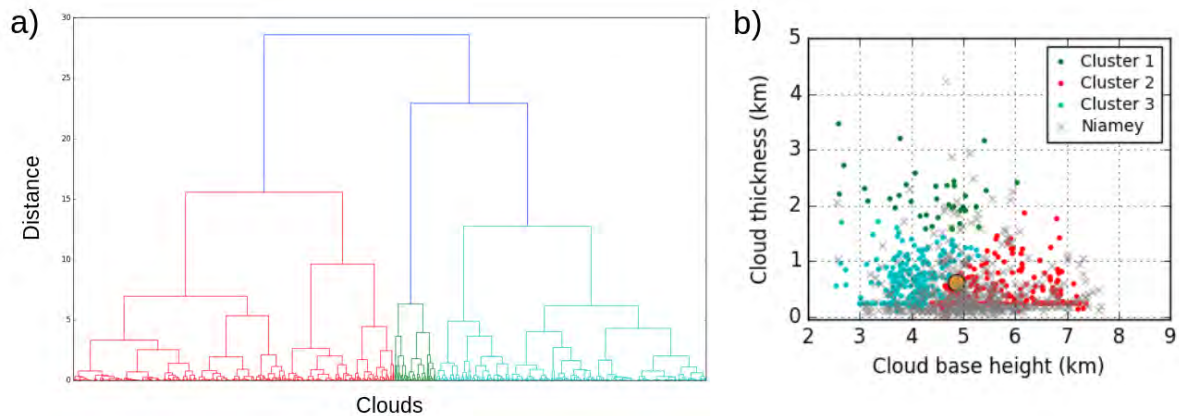 a)
30
25
20
15
10
5
0
Distance
Clouds
b)
5
4
3
2
1
0
Cloud thickness (km)
Cluster 1
Cluster 2
Cluster 3
Niamey
2 3 4 5 6 7 8 9
Cloud base height (km)